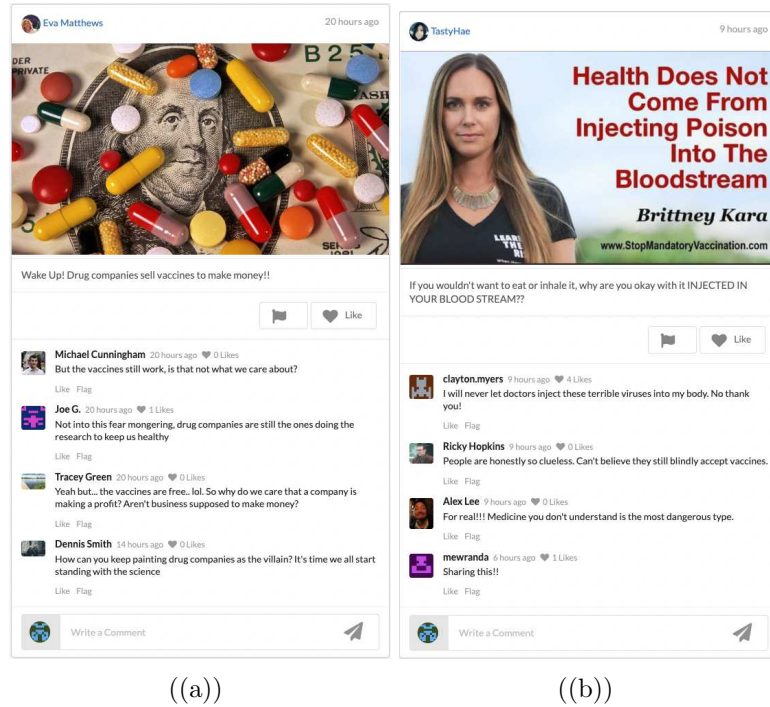 Eva Matthews
20 hours ago
DER
PRIVATE
B 25
ASH
5
SER
1981
Wake Up! Drug companies sell vaccines to make money!!
Like
Michael Cunningham 20 hours ago 0 Likes
But the vaccines still work, is that not what we care about?
Like Flag
Joe G. 20 hours ago 1 Likes
Not into this fear mongering, drug companies are still the ones doing the
research to keep us healthy
Like Flag
Tracey Green 20 hours ago 0 Likes
Yeah but... the vaccines are free.. lol. So why do we care that a company is
making a profit? Aren't business supposed to make money?
Like Flag
Dennis Smith 14 hours ago 0 Likes
How can you keep painting drug companies as the villain? It's time we all start
standing with the science
Like Flag
Write a Comment
((a))
TastyHae
9 hours ago
Health Does Not
Come From
Injecting Poison
Into The
Bloodstream
Brittney Kara
www.StopMandatoryVaccination.com
LEARN
THE
If you wouldn't want to eat or inhale it, why are you okay with it INJECTED IN
YOUR BLOOD STREAM??
Like
clayton.myers 9 hours ago 4 Likes
I will never let doctors inject these terrible viruses into my body. No thank
you!
Like Flag
Ricky Hopkins 9 hours ago 0 Likes
People are honestly so clueless. Can't believe they still blindly accept vaccines.
Like Flag
Alex Lee 9 hours ago 0 Likes
For real!!! Medicine you don't understand is the most dangerous type.
Like Flag
mewranda 6 hours ago 1 Likes
Sharing this!!
Like Flag
Write a Comment
((b))